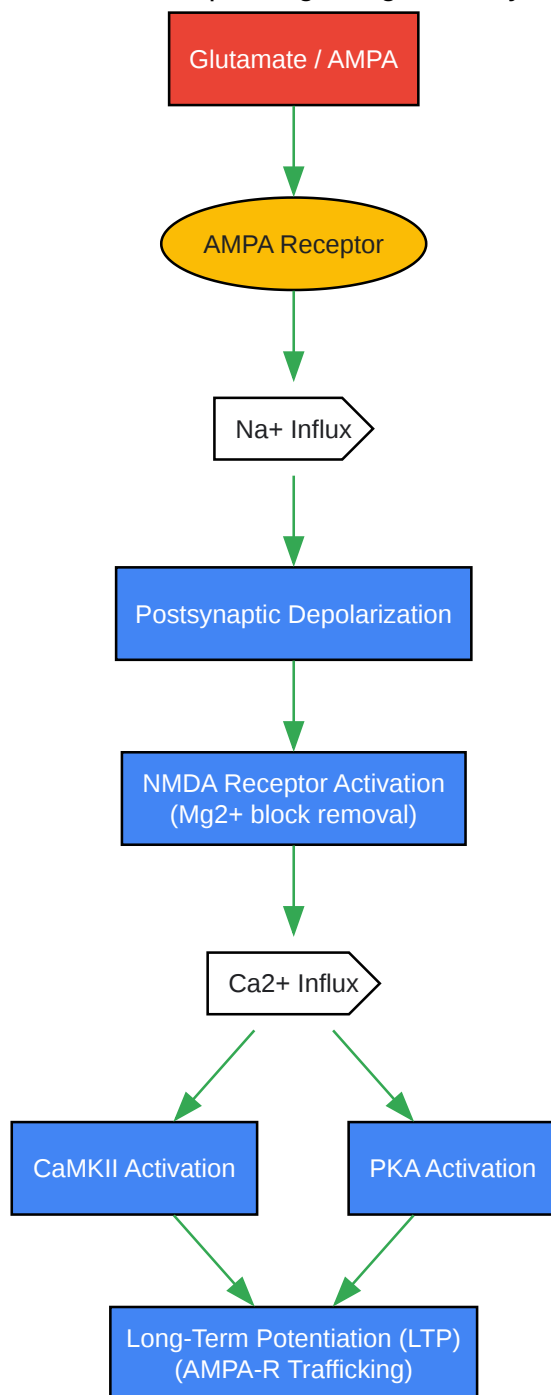 Glutamate / AMPA
AMPA Receptor
Na+ Influx
Postsynaptic Depolarization
NMDA Receptor Activation
(Mg2+ block removal)
Ca2+ Influx
CaMKII Activation
PKA Activation
Long-Term Potentiation (LTP)
(AMPA-R Trafficking)